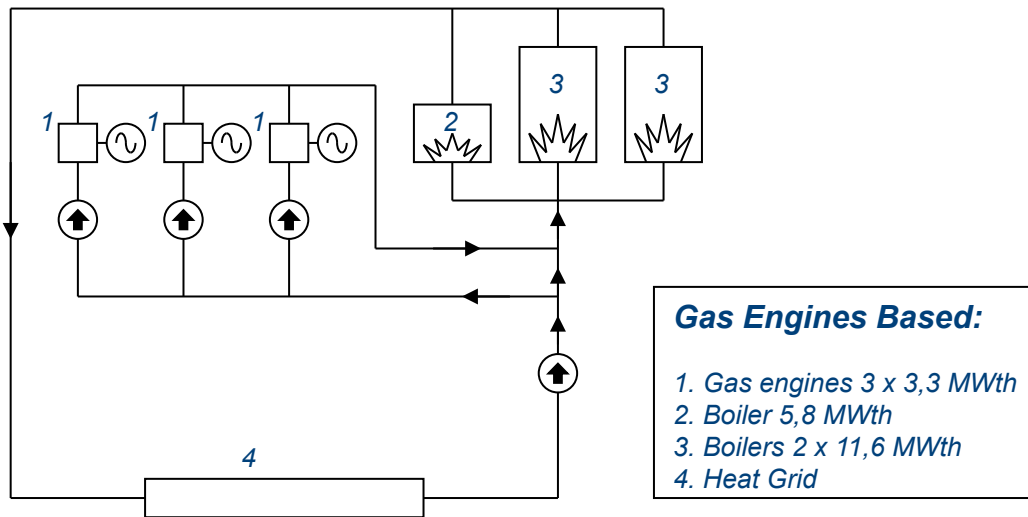 3
3
1
1
1
2
4
Gas Engines Based:
1. Gas engines 3 x 3,3 MWth
2. Boiler 5,8 MWth
3. Boilers 2 x 11,6 MWth
4. Heat Grid